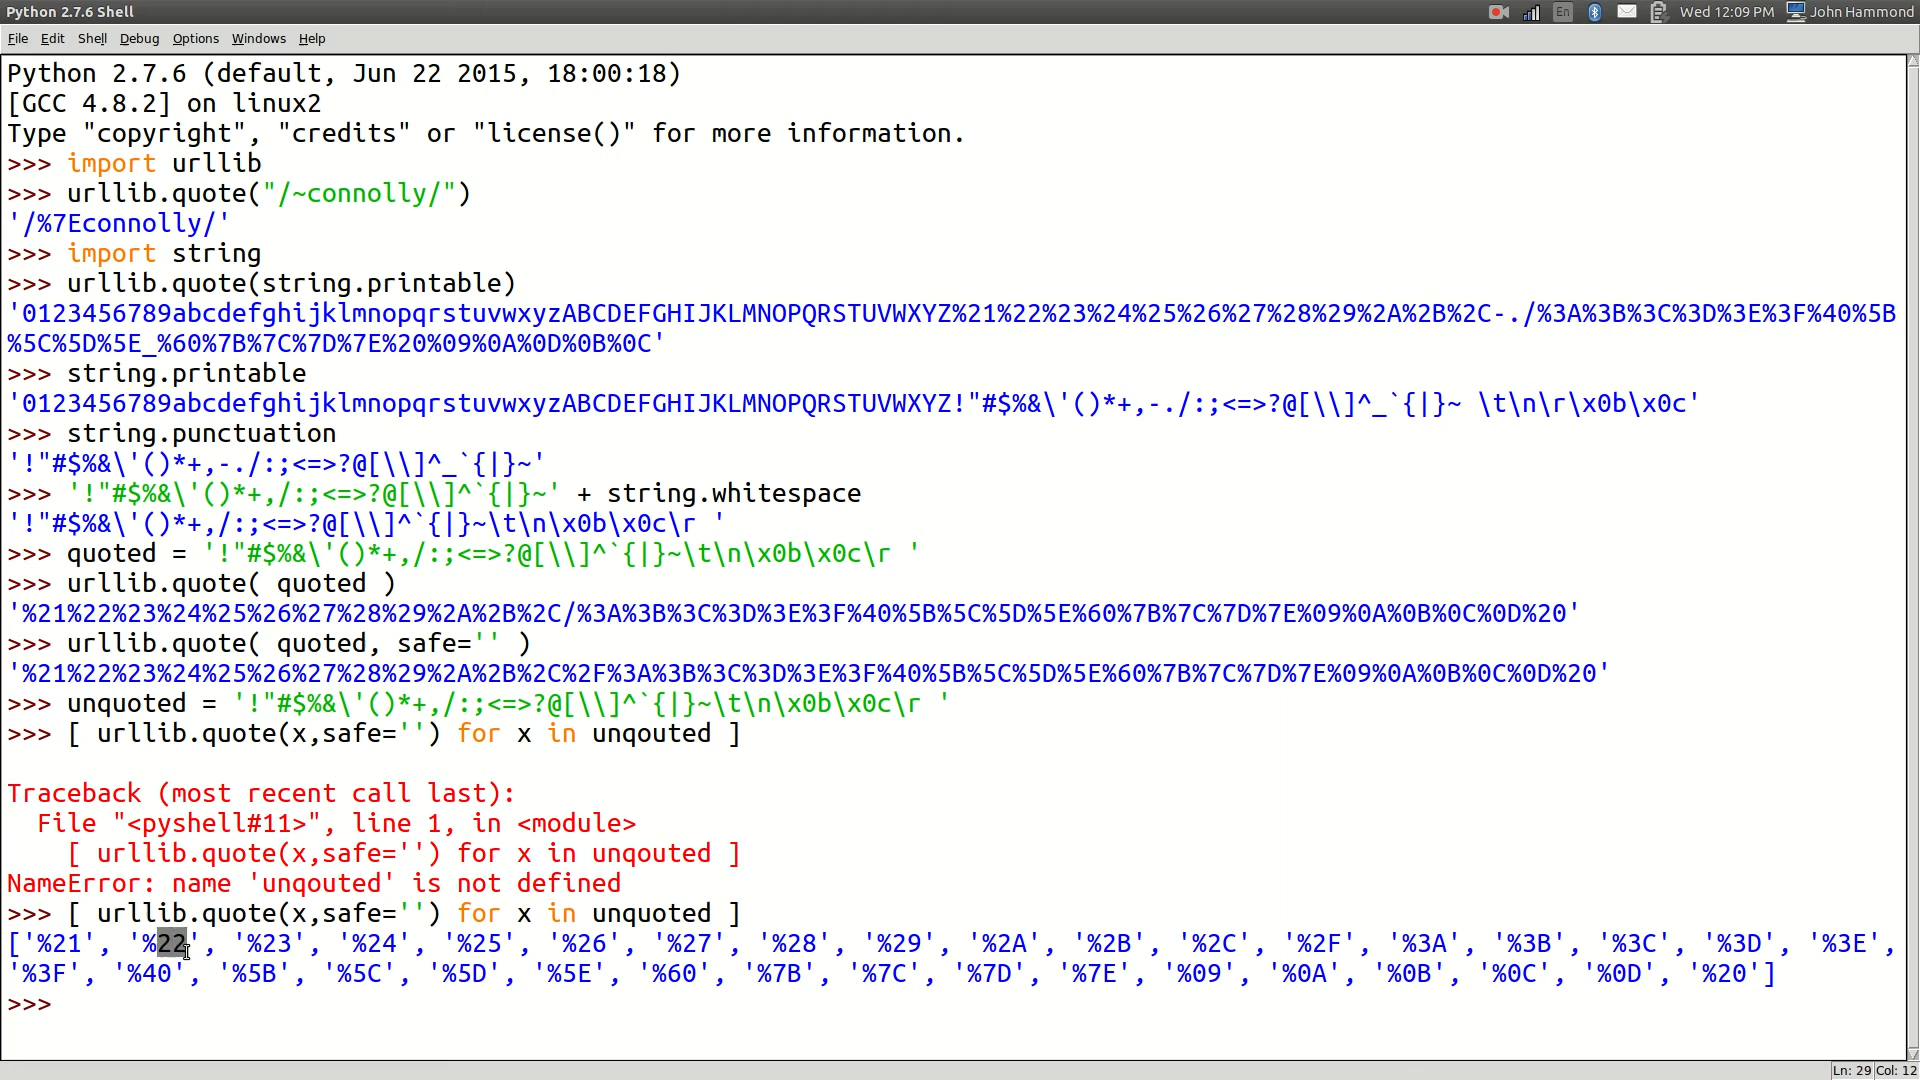 Python 2.7.6 Shell
En Wed 12:09 PM John Hammond
File Edit Shell Debug Options Windows Help
Python 2.7.6 (default, Jun 22 2015, 18:00:18)
[GCC 4.8.2] on linux2
Type "copyright", "credits" or "license()" for more information.
>>> import urllib
>>> urllib.quote("/~connolly/")
'/%7Econnolly/'
>>> import string
>>> urllib.quote(string.printable)
'0123456789abcdefghijklmnopqrstuvwxyzABCDEFGHIJKLMNOPQRSTUVWXYZ%21%22%23%24%25%26%27%28%29%2A%2B%2C-./%3A%3B%3C%3D%3E%3F%40%5B
%5C%5D%5E_%60%7B%7C%7D%7E%20%09%0A%0D%0B%0C'
>>> string.printable
'0123456789abcdefghijklmnopqrstuvwxyzABCDEFGHIJKLMNOPQRSTUVWXYZ!"#$%&\'()*+,-./:;<=>?@[\\]^_`{|}~ \t\n\r\x0b\x0c'
>>> string.punctuation
'!"#$%&\'()*+,-./:;<=>?@[\\]^_`{|}~'
>>> '!"#$%&\'()*+,/:;<=>?@[\\]^`{|}~' + string.whitespace
'!"#$%&\'()*+,/:;<=>?@[\\]^`{|}~\t\n\x0b\x0c\r '
>>> quoted = '!"#$%&\'()*+,/:;<=>?@[\\]^`{|}~\t\n\x0b\x0c\r '
>>> urllib.quote( quoted )
'%21%22%23%24%25%26%27%28%29%2A%2B%2C/%3A%3B%3C%3D%3E%3F%40%5B%5C%5D%5E%60%7B%7C%7D%7E%09%0A%0B%0C%0D%20'
>>> urllib.quote( quoted, safe='' )
'%21%22%23%24%25%26%27%28%29%2A%2B%2C%2F%3A%3B%3C%3D%3E%3F%40%5B%5C%5D%5E%60%7B%7C%7D%7E%09%0A%0B%0C%0D%20'
>>> unquoted = '!"#$%&\'()*+,/:;<=>?@[\\]^`{|}~\t\n\x0b\x0c\r '
>>> [ urllib.quote(x,safe='') for x in unqouted ]
Traceback (most recent call last):
File "<pyshell#11>", line 1, in <module>
[ urllib.quote(x,safe='') for x in unqouted ]
NameError: name 'unqouted' is not defined
>>> [ urllib.quote(x,safe='') for x in unquoted ]
['%21', '%22', '%23', '%24', '%25', '%26', '%27', '%28', '%29', '%2A', '%2B', '%2C', '%2F', '%3A', '%3B', '%3C', '%3D', '%3E',
'%3F', '%40', '%5B', '%5C', '%5D', '%5E', '%60', '%7B', '%7C', '%7D', '%7E', '%09', '%0A', '%0B', '%0C', '%0D', '%20']
>>>
Ln: 29 Col: 12